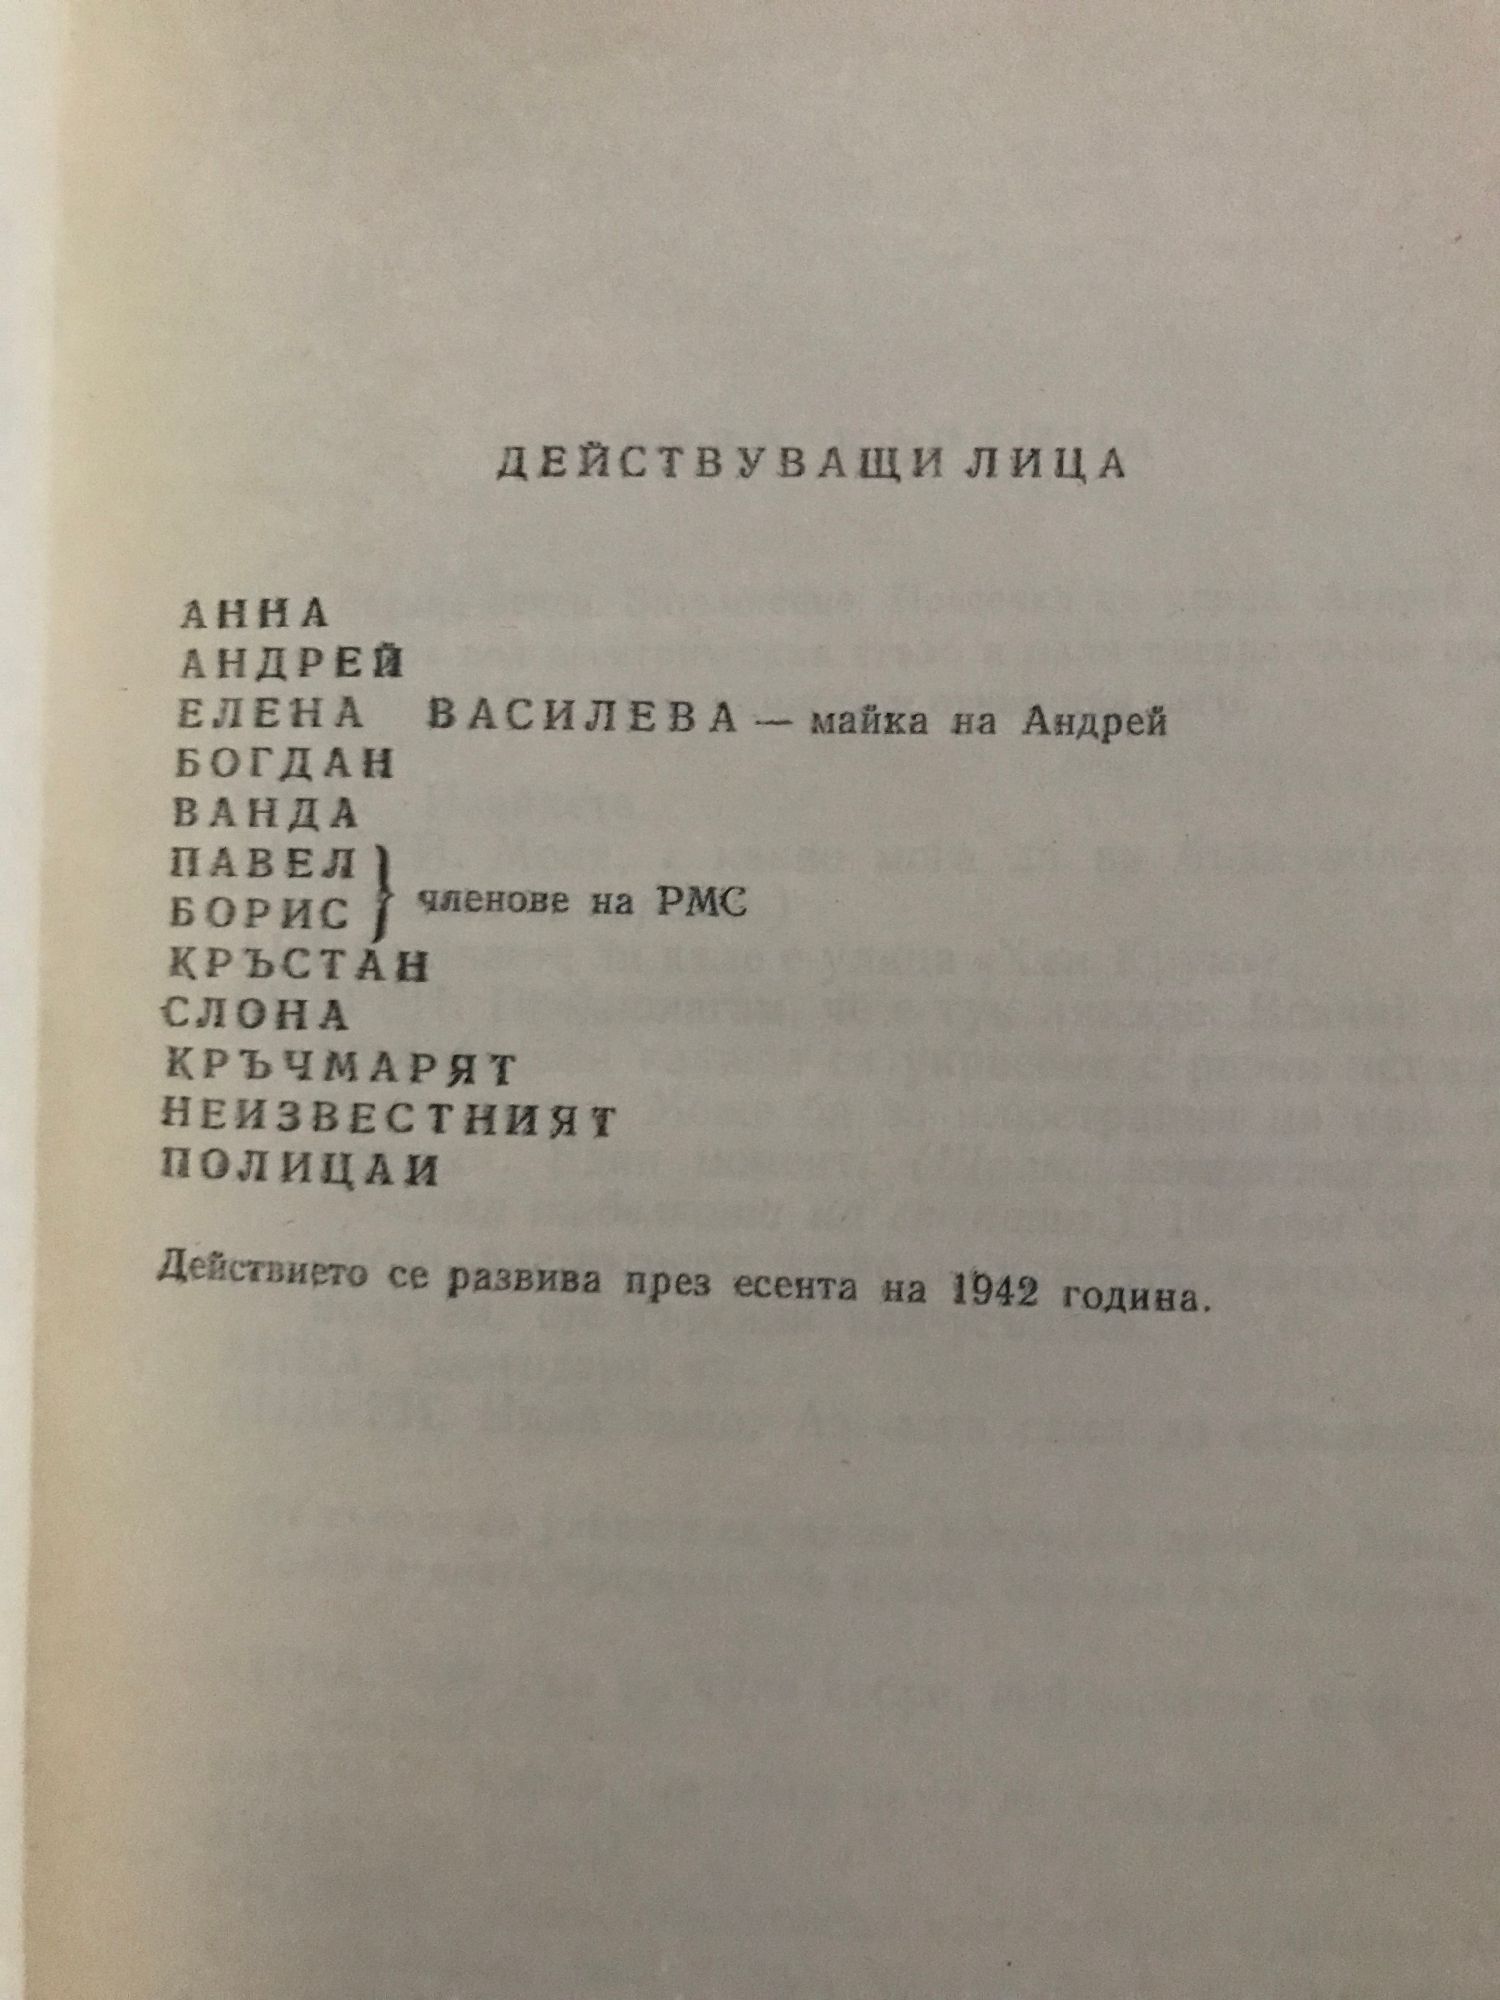 ДЕЙСТВУВАЩИ ЛИЦА
АННА
АНДРЕЙ
ЕЛЕНА ВАСИЛЕВА — майка на Андрей
БОГДАН
ВАНДА
ПАВЕЛ
БОРИС } членове на РМС
КРЪСТАН
СЛОНА
КРЪЧМАРЯТ
НЕИЗВЕСТНИЯТ
ПОЛИЦАИ
Действието се развива през есента на 1942 година.